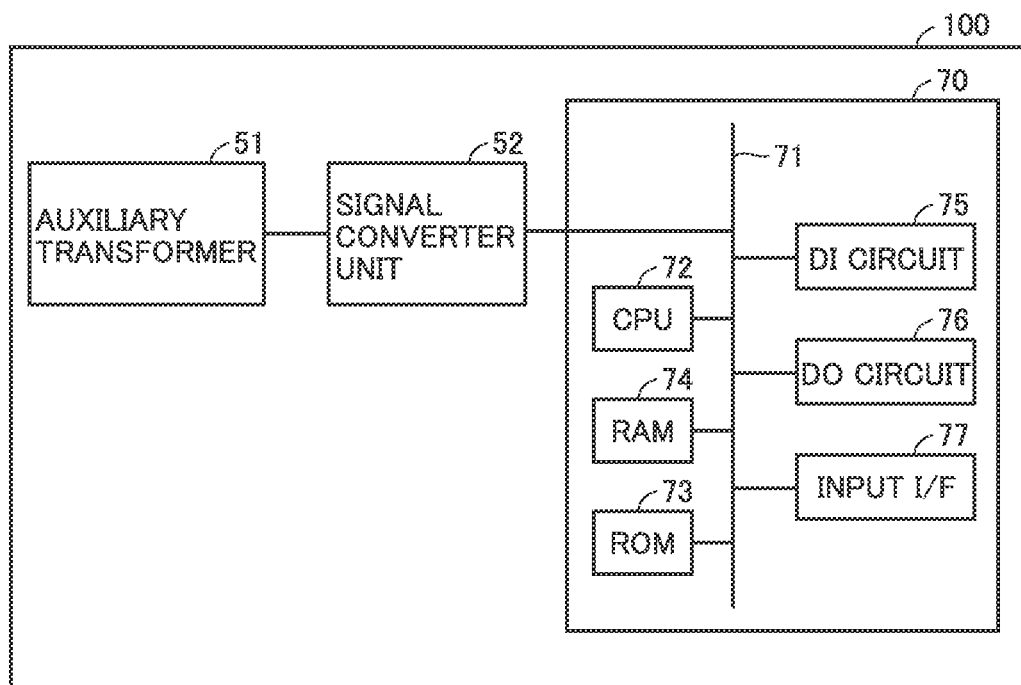 100
70
51
52
71
AUXILIARY
TRANSFORMER
SIGNAL
CONVERTER
UNIT
75
DI CIRCUIT
72
CPU
76
DO CIRCUIT
74
RAM
77
INPUT I/F
73
ROM